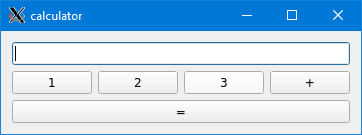 calculator
1 2 3 +
=